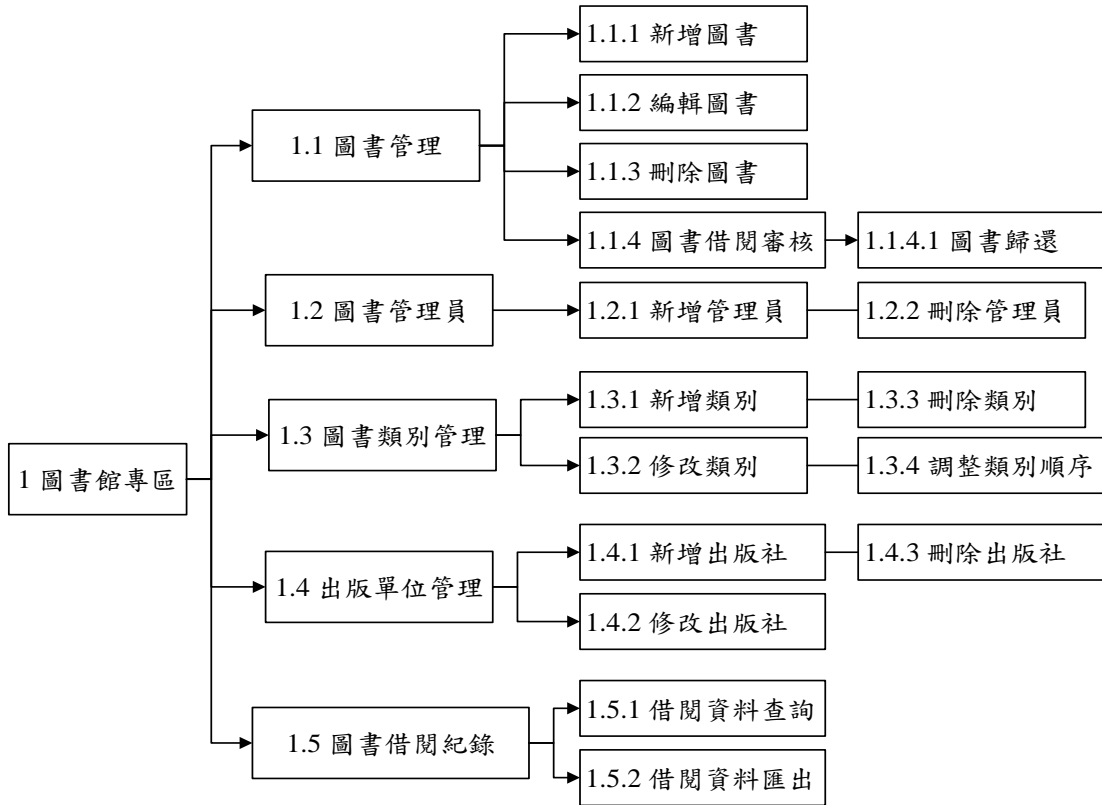 1 圖書館專區
1.1 圖書管理
1.1.1 新增圖書
1.1.2 編輯圖書
1.1.3 刪除圖書
1.1.4 圖書借閱審核
1.1.4.1 圖書歸還
1.2 圖書管理員
1.2.1 新增管理員
1.2.2 刪除管理員
1.3 圖書類別管理
1.3.1 新增類別
1.3.3 刪除類別
1.3.2 修改類別
1.3.4 調整類別順序
1.4 出版單位管理
1.4.1 新增出版社
1.4.3 刪除出版社
1.4.2 修改出版社
1.5 圖書借閱紀錄
1.5.1 借閱資料查詢
1.5.2 借閱資料匯出